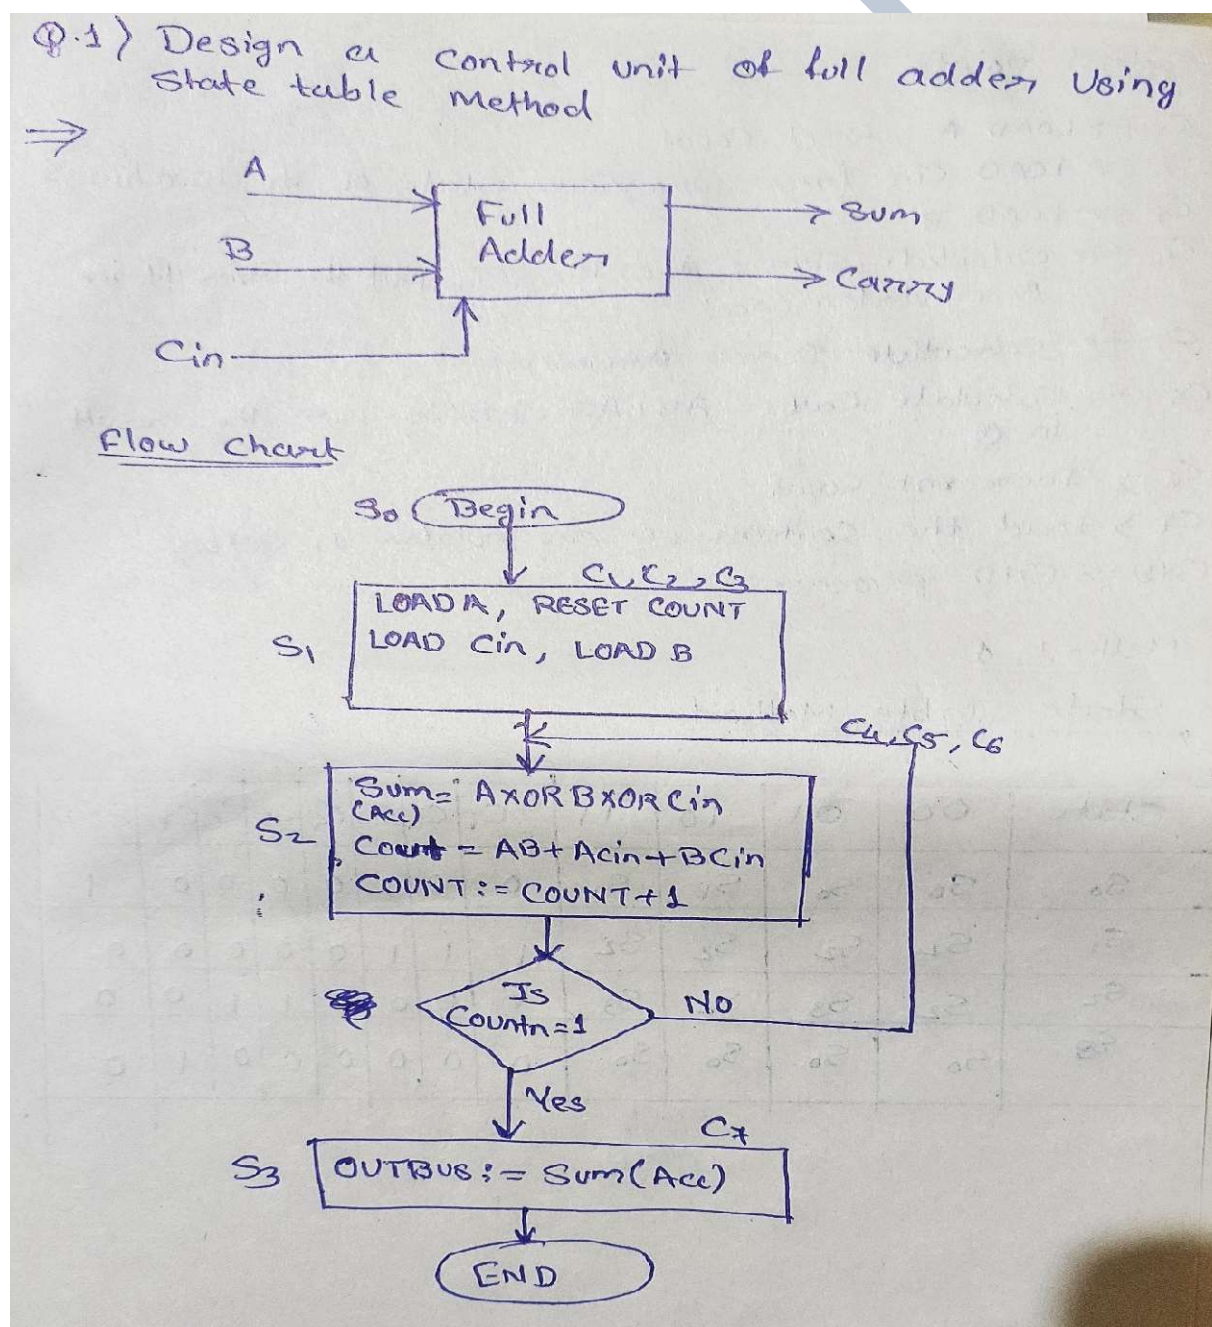 Q.1) Design a control unit of full adder Using
State table Method
⇒
A
Full
Adder
Sum
B
Carry
Cin
Flow Chart
S0 Begin
C1, C2, C3
LOAD A, RESET COUNT
S1 LOAD Cin, LOAD B
C4, C5, C6
Sum = A XOR B XOR Cin
(Acc)
S2
Cout = AB + ACin + BCin
COUNT := COUNT + 1
Is
Countn = 1
NO
Yes
C7
S3 OUTBUS := Sum (Acc)
END